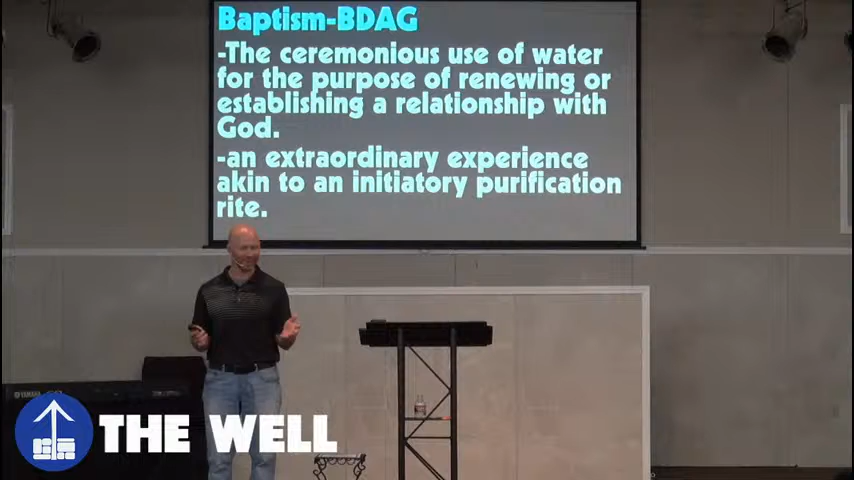 Baptism-BDAG
-The ceremonious use of water
for the purpose of renewing or
establishing a relationship with
God.
-an extraordinary experience
akin to an initiatory purification
rite.
YAMAHA
THE WELL